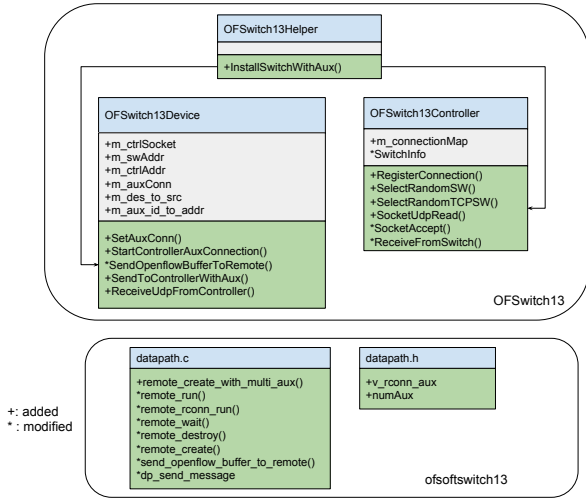 OFSwitch13Helper
+InstallSwitchWithAux()
OFSwitch13Device
+m_ctrlSocket
+m_swAddr
+m_ctrlAddr
+m_auxConn
+m_des_to_src
+m_aux_id_to_addr
+SetAuxConn()
+StartControllerAuxConnection()
*SendOpenflowBufferToRemote()
+SendToControllerWithAux()
+ReceiveUdpFromController()
OFSwitch13Controller
+m_connectionMap
*SwitchInfo
+RegisterConnection()
+SelectRandomSW()
+SelectRandomTCPSW()
+SocketUdpRead()
*SocketAccept()
*ReceiveFromSwitch()
OFSwitch13
datapath.c
+remote_create_with_multi_aux()
*remote_run()
*remote_rconn_run()
*remote_wait()
*remote_destroy()
*remote_create()
*send_openflow_buffer_to_remote()
*dp_send_message
datapath.h
+v_rconn_aux
+numAux
+: added
* : modified
ofsoftswitch13